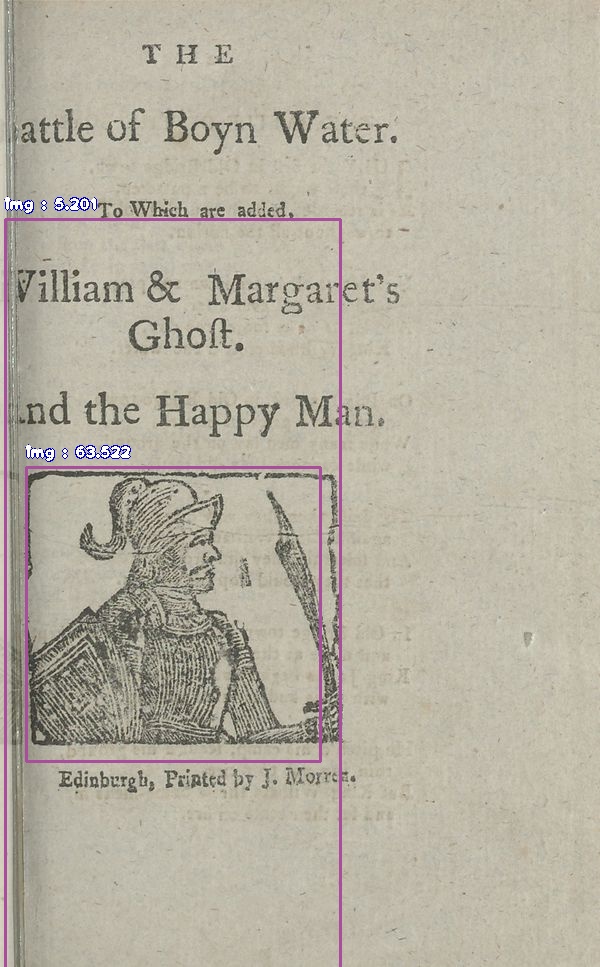 THE
attle of Boyn Water.
Img : 5.201
To Which are added,
William & Margaret's
Ghoſt.
And the Happy Man.
Img : 63.522
Edinburgh, Printed by J. Morren.